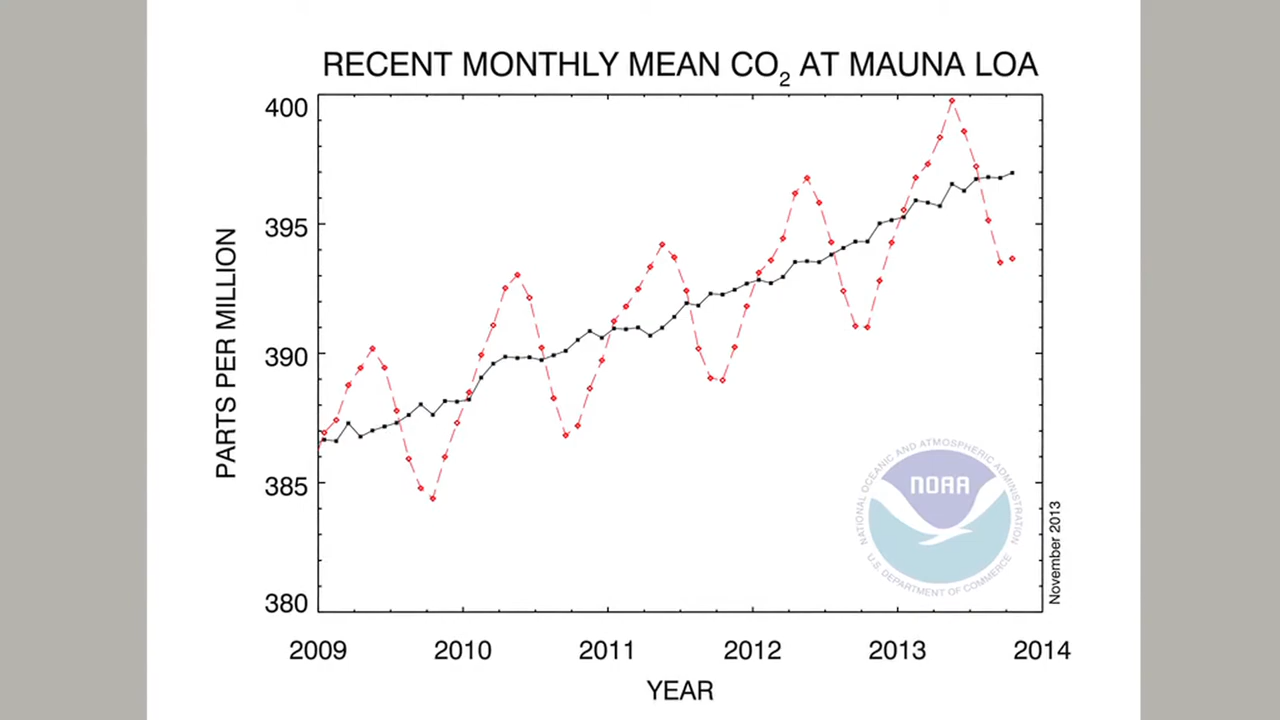 RECENT MONTHLY MEAN CO₂ AT MAUNA LOA
400
395
390
385
380
PARTS PER MILLION
2009 2010 2011 2012 2013 2014
YEAR
NATIONAL OCEANIC AND ATMOSPHERIC ADMINISTRATION
NOAA
U.S. DEPARTMENT OF COMMERCE
November 2013